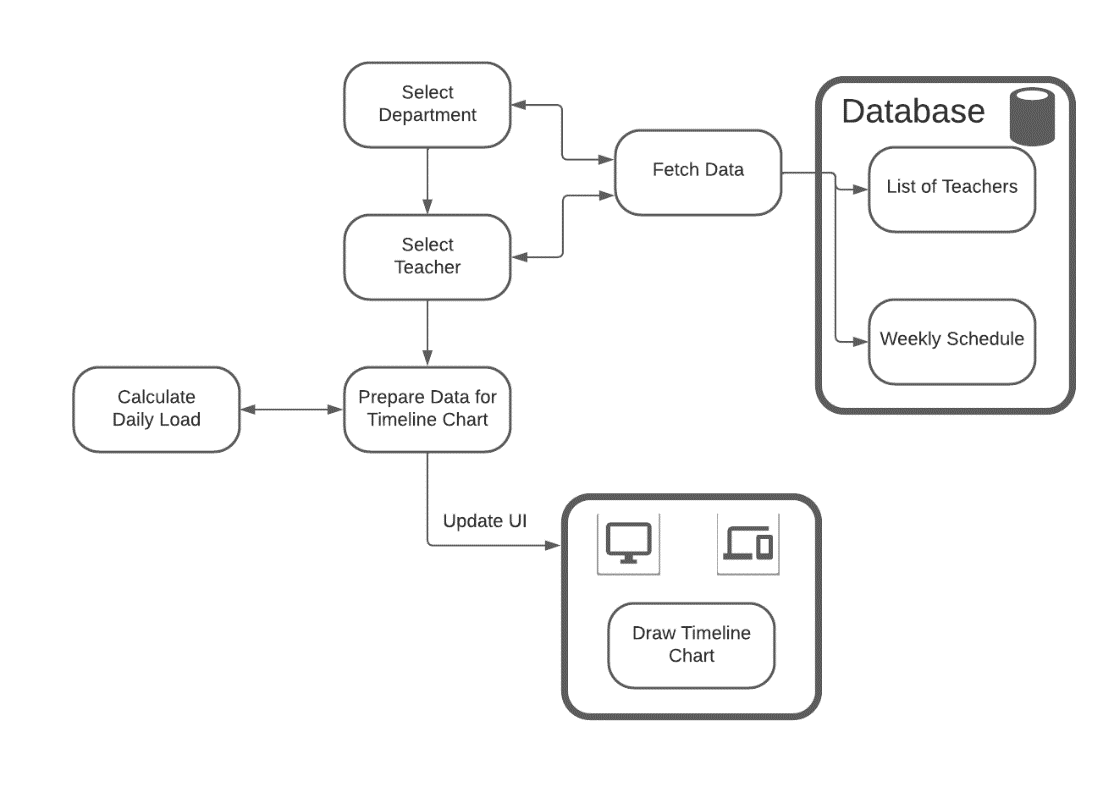 Select
Department
Database
Fetch Data
List of Teachers
Select
Teacher
Weekly Schedule
Calculate
Daily Load
Prepare Data for
Timeline Chart
Update UI
Draw Timeline
Chart